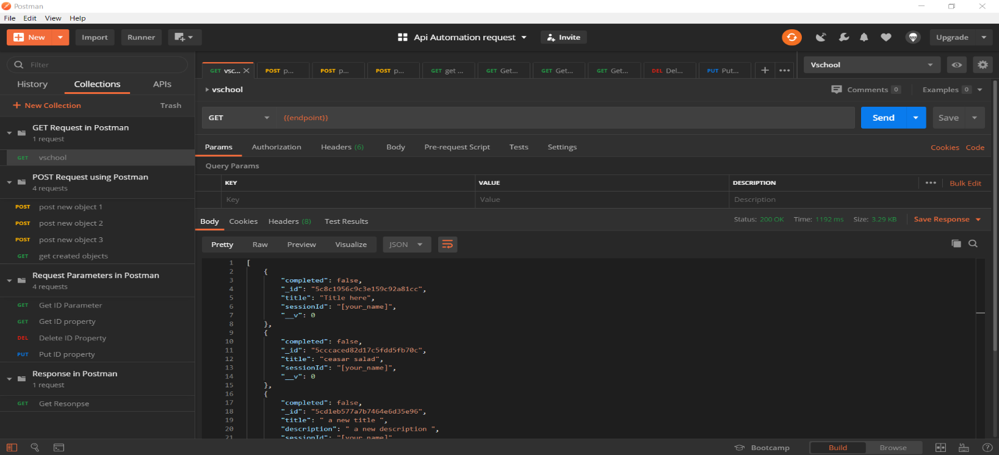 Postman
File Edit View Help
New Import Runner Api Automation request Invite Upgrade
Filter
History Collections APIs
New Collection Trash
GET Request in Postman
1 request
GET vschool
POST Request using Postman
4 requests
POST post new object 1
POST post new object 2
POST post new object 3
GET get created objects
Request Parameters in Postman
4 requests
GET Get ID Parameter
GET Get ID property
DEL Delete ID Property
PUT Put ID property
Response in Postman
1 request
GET Get Resonpse
GET vsc... POST p... POST p... POST p... GET get ... GET Get... GET Get... GET Get... DEL Del... PUT Put... Vschool
vschool Comments 0 Examples 0
GET {{endpoint}} Send Save
Params Authorization Headers (6) Body Pre-request Script Tests Settings Cookies Code
Query Params
KEY VALUE DESCRIPTION Bulk Edit
Key Value Description
Body Cookies Headers (8) Test Results Status: 200 OK Time: 1192 ms Size: 3.29 KB Save Response
Pretty Raw Preview Visualize JSON
1 [
2 {
3 "completed": false,
4 "_id": "5c8c1956c9c3e159c92a81cc",
5 "title": "Title here",
6 "sessionId": "[your_name]",
7 "__v": 0
8 },
9 {
10 "completed": false,
11 "_id": "5cccaced82d17c5fdd5fb70c",
12 "title": "ceasar salad",
13 "sessionId": "[your_name]",
14 "__v": 0
15 },
16 {
17 "completed": false,
18 "_id": "5cd1eb577a7b7464e6d35e96",
19 "title": " a new title ",
20 "description": " a new description ",
21 "sessionId": "[your_name]"
Bootcamp Build Browse